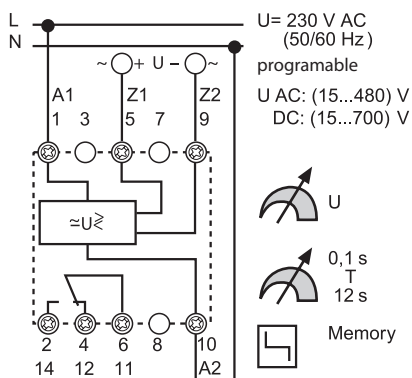 L
N
U= 230 V AC
(50/60 Hz)
~ + U - ~
programable
A1 Z1 Z2
U AC: (15...480) V
1 3 5 7 9
DC: (15...700) V
U
≃U≷
0,1 s
T
12 s
Memory
2 4 6 8 10
14 12 11 A2